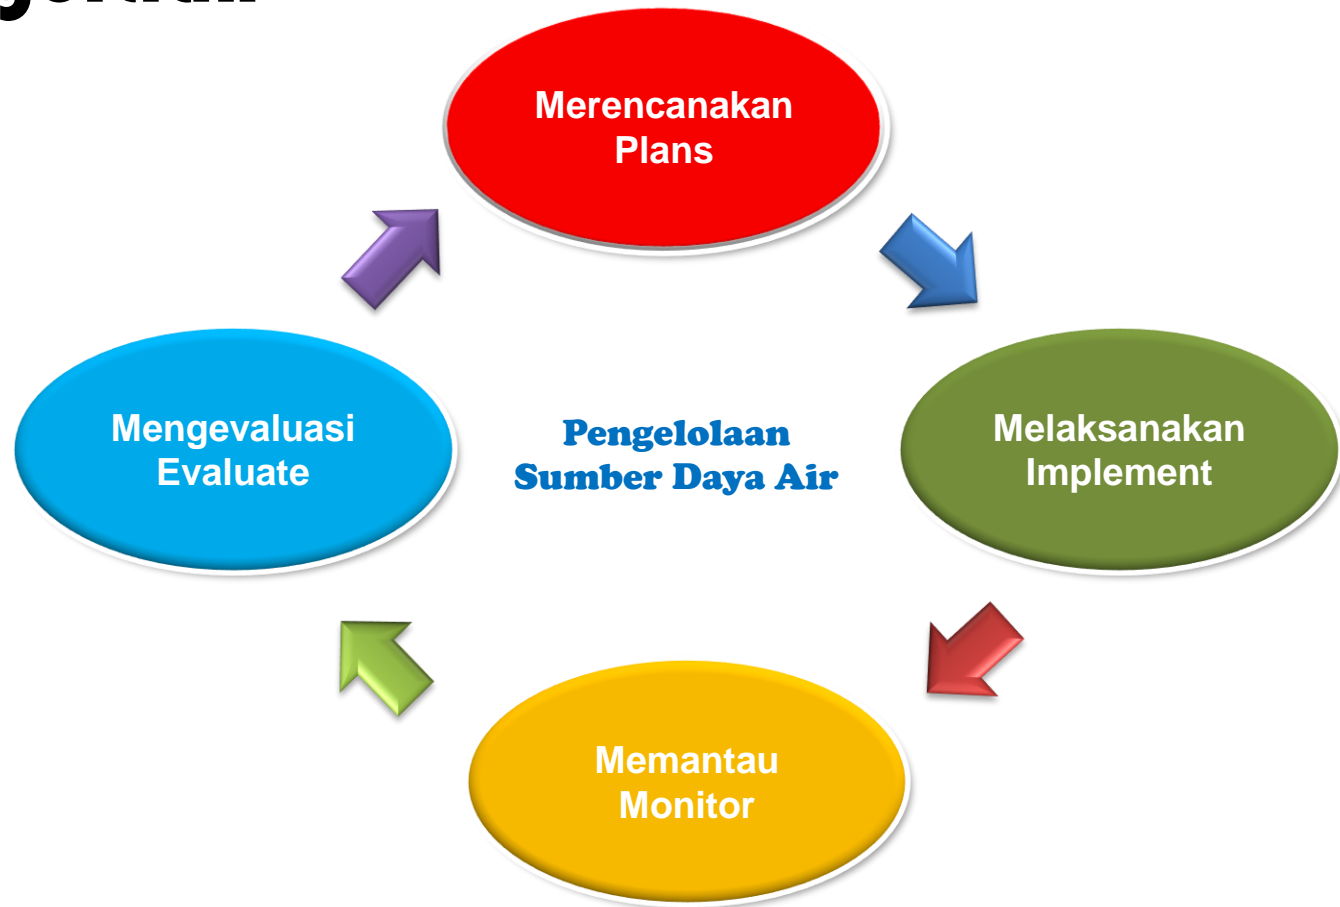 Merencanakan
Plans
Mengevaluasi
Evaluate
Pengelolaan
Sumber Daya Air
Melaksanakan
Implement
Memantau
Monitor